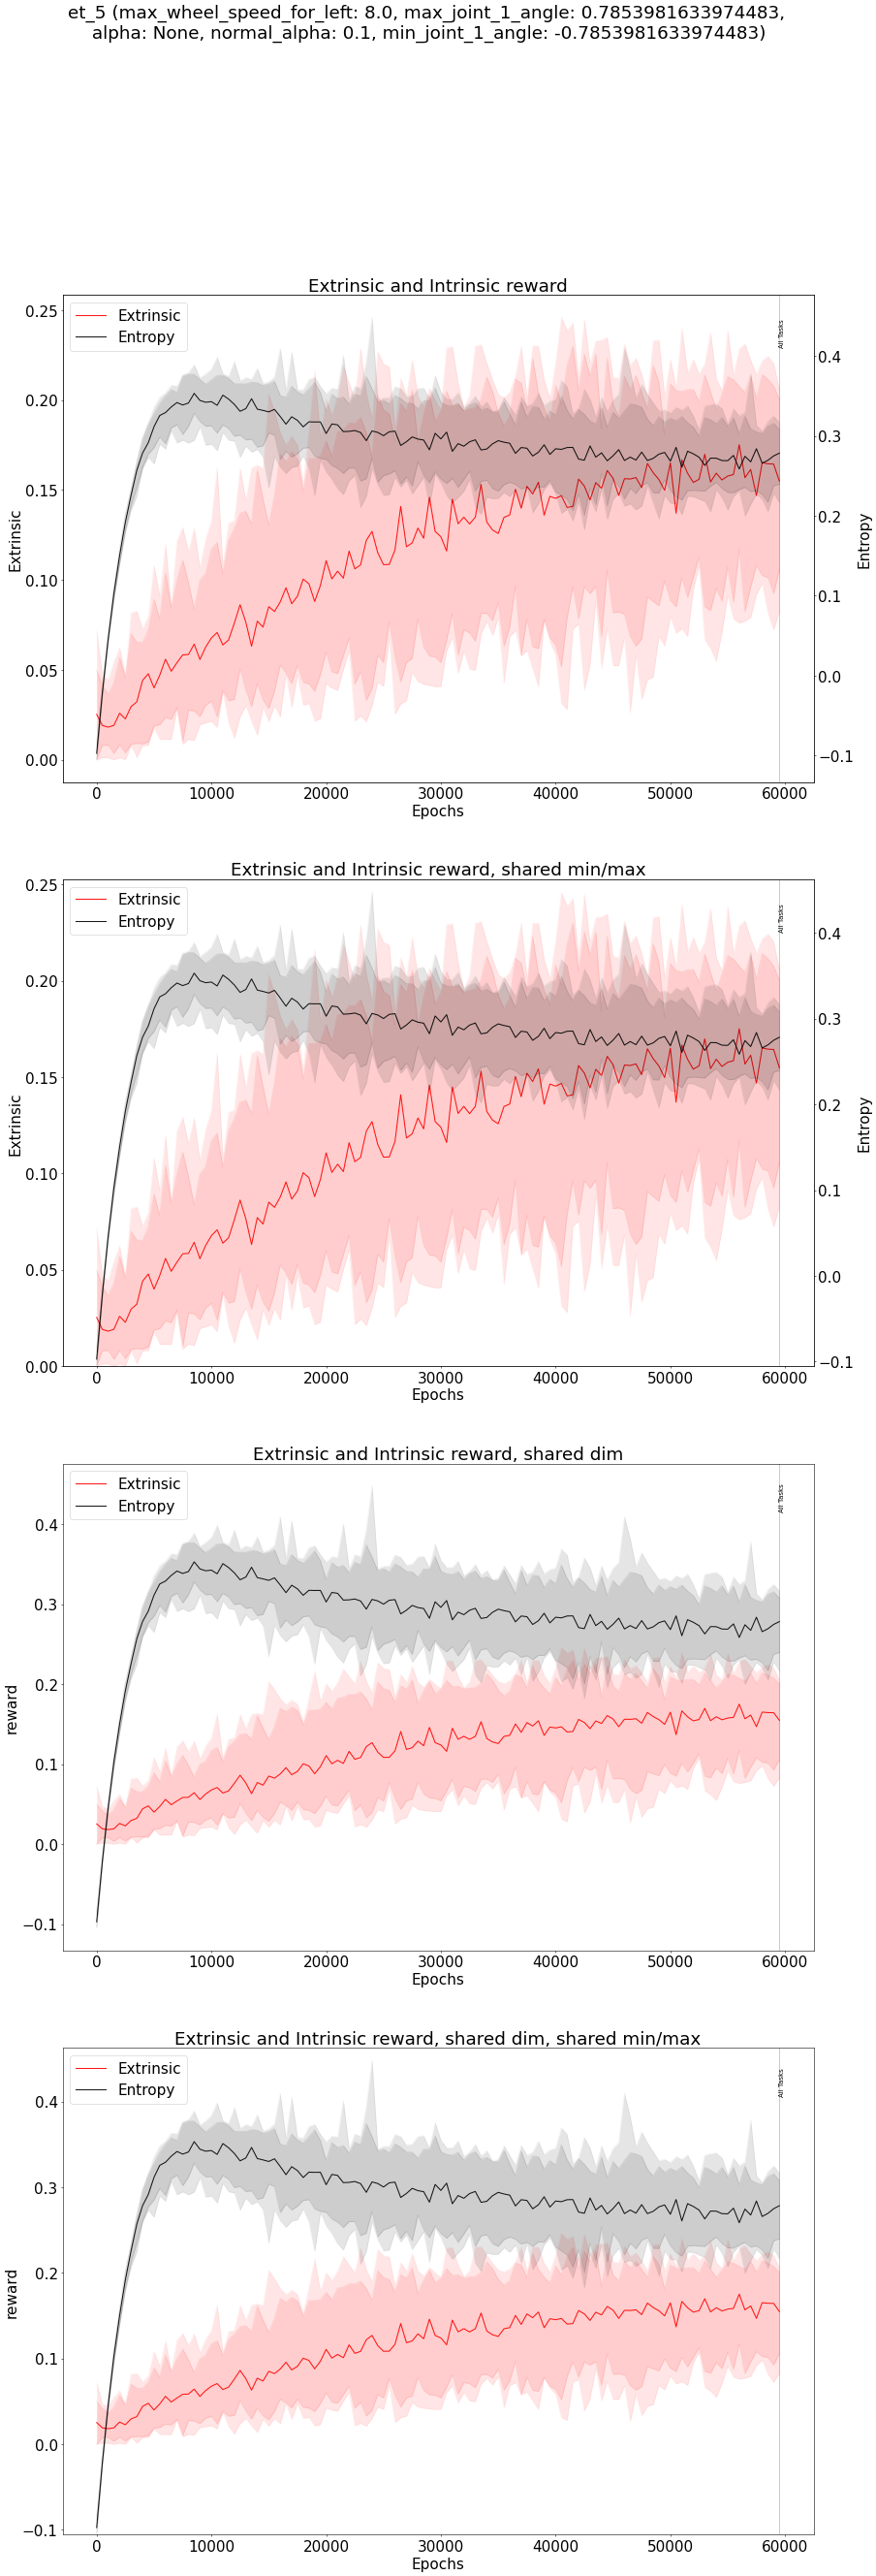 et_5 (max_wheel_speed_for_left: 8.0, max_joint_1_angle: 0.7853981633974483,
alpha: None, normal_alpha: 0.1, min_joint_1_angle: -0.7853981633974483)
Extrinsic and Intrinsic reward
Extrinsic
Entropy
All Tasks
0.25
0.20
0.15
0.10
0.05
0.00
Extrinsic
0.4
0.3
0.2
0.1
0.0
−0.1
Entropy
0 10000 20000 30000 40000 50000 60000
Epochs
Extrinsic and Intrinsic reward, shared min/max
Extrinsic
Entropy
All Tasks
0.25
0.20
0.15
0.10
0.05
0.00
Extrinsic
0.4
0.3
0.2
0.1
0.0
−0.1
Entropy
0 10000 20000 30000 40000 50000 60000
Epochs
Extrinsic and Intrinsic reward, shared dim
Extrinsic
Entropy
All Tasks
0.4
0.3
0.2
0.1
0.0
−0.1
reward
0 10000 20000 30000 40000 50000 60000
Epochs
Extrinsic and Intrinsic reward, shared dim, shared min/max
Extrinsic
Entropy
All Tasks
0.4
0.3
0.2
0.1
0.0
−0.1
reward
0 10000 20000 30000 40000 50000 60000
Epochs